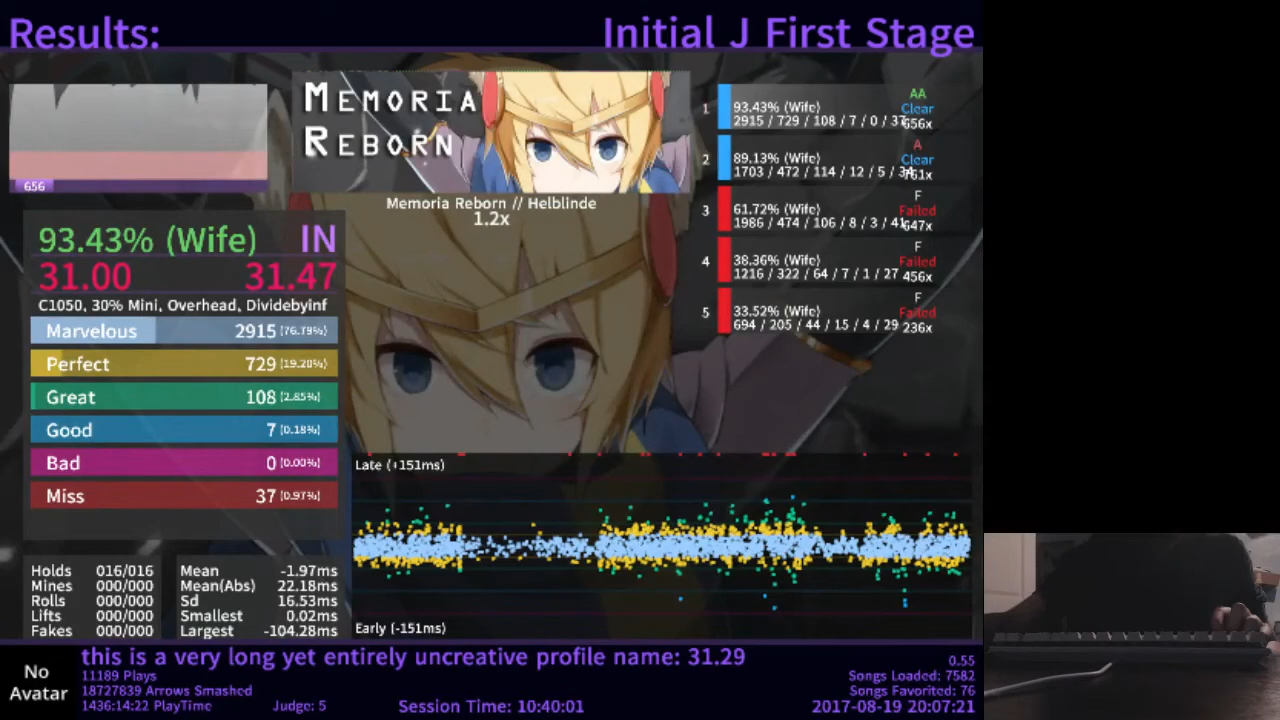 Results:
Initial J First Stage
MEMORIA
REBORN
656
Memoria Reborn // Helblinde
1.2x
93.43% (Wife) IN
31.00 31.47
C1050, 30% Mini, Overhead, Dividebyinf
Marvelous 2915 (76.79%)
Perfect 729 (19.20%)
Great 108 (2.85%)
Good 7 (0.18%)
Bad 0 (0.00%)
Miss 37 (0.97%)
1 93.43% (Wife) AA
Clear
2915 / 729 / 108 / 7 / 0 / 37 656x
2 89.13% (Wife) A
Clear
1703 / 472 / 114 / 12 / 5 /
3 61.72% (Wife) F
Failed
1986 / 474 / 106 / 8 / 3 / 41 647x
4 38.36% (Wife) F
Failed
1216 / 322 / 64 / 7 / 1 / 27 456x
5 33.52% (Wife) F
Failed
694 / 205 / 44 / 15 / 4 / 29 236x
Late (+151ms)
Early (-151ms)
Holds 016/016
Mines 000/000
Rolls 000/000
Lifts 000/000
Fakes 000/000
Mean -1.97ms
Mean(Abs) 22.18ms
Sd 16.53ms
Smallest 0.02ms
Largest -104.28ms
No
Avatar
this is a very long yet entirely uncreative profile name: 31.29
11189 Plays
18727839 Arrows Smashed
1436:14:22 PlayTime
Judge: 5
Session Time: 10:40:01
0.55
Songs Loaded: 7582
Songs Favorited: 76
2017-08-19 20:07:21